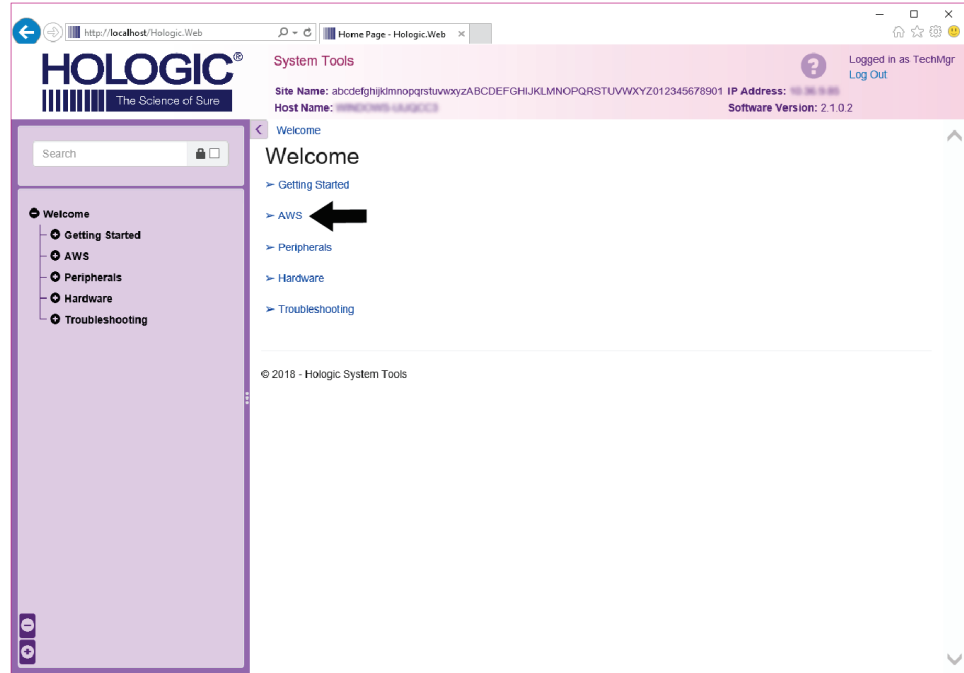 http://localhost/Hologic.Web
Home Page - Hologic.Web
HOLOGIC®
The Science of Sure
System Tools
Logged in as TechMgr
Log Out
Site Name: abcdefghijklmnopqrstuvwxyzABCDEFGHIJKLMNOPQRSTUVWXYZ012345678901 IP Address:
Host Name: Software Version: 2.1.0.2
Search
Welcome
Getting Started
AWS
Peripherals
Hardware
Troubleshooting
Welcome
Welcome
➢ Getting Started
➢ AWS
➢ Peripherals
➢ Hardware
➢ Troubleshooting
© 2018 - Hologic System Tools